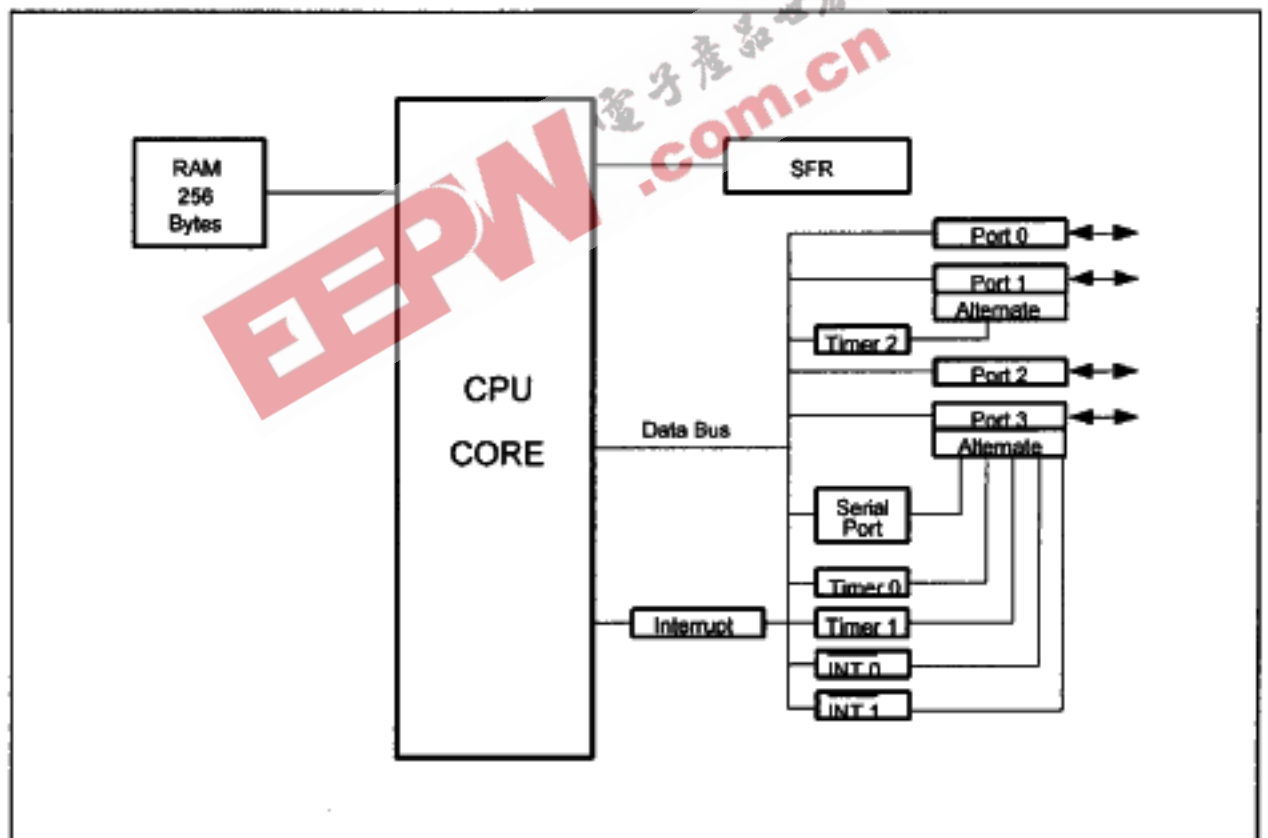 電子產品世界
.com.cn
EEPW
RAM
256
Bytes
SFR
Port 0
Port 1
Alternate
Timer 2
Port 2
CPU
CORE
Data Bus
Port 3
Alternate
Serial
Port
Timer 0
Interrupt
Timer 1
INT 0
INT 1